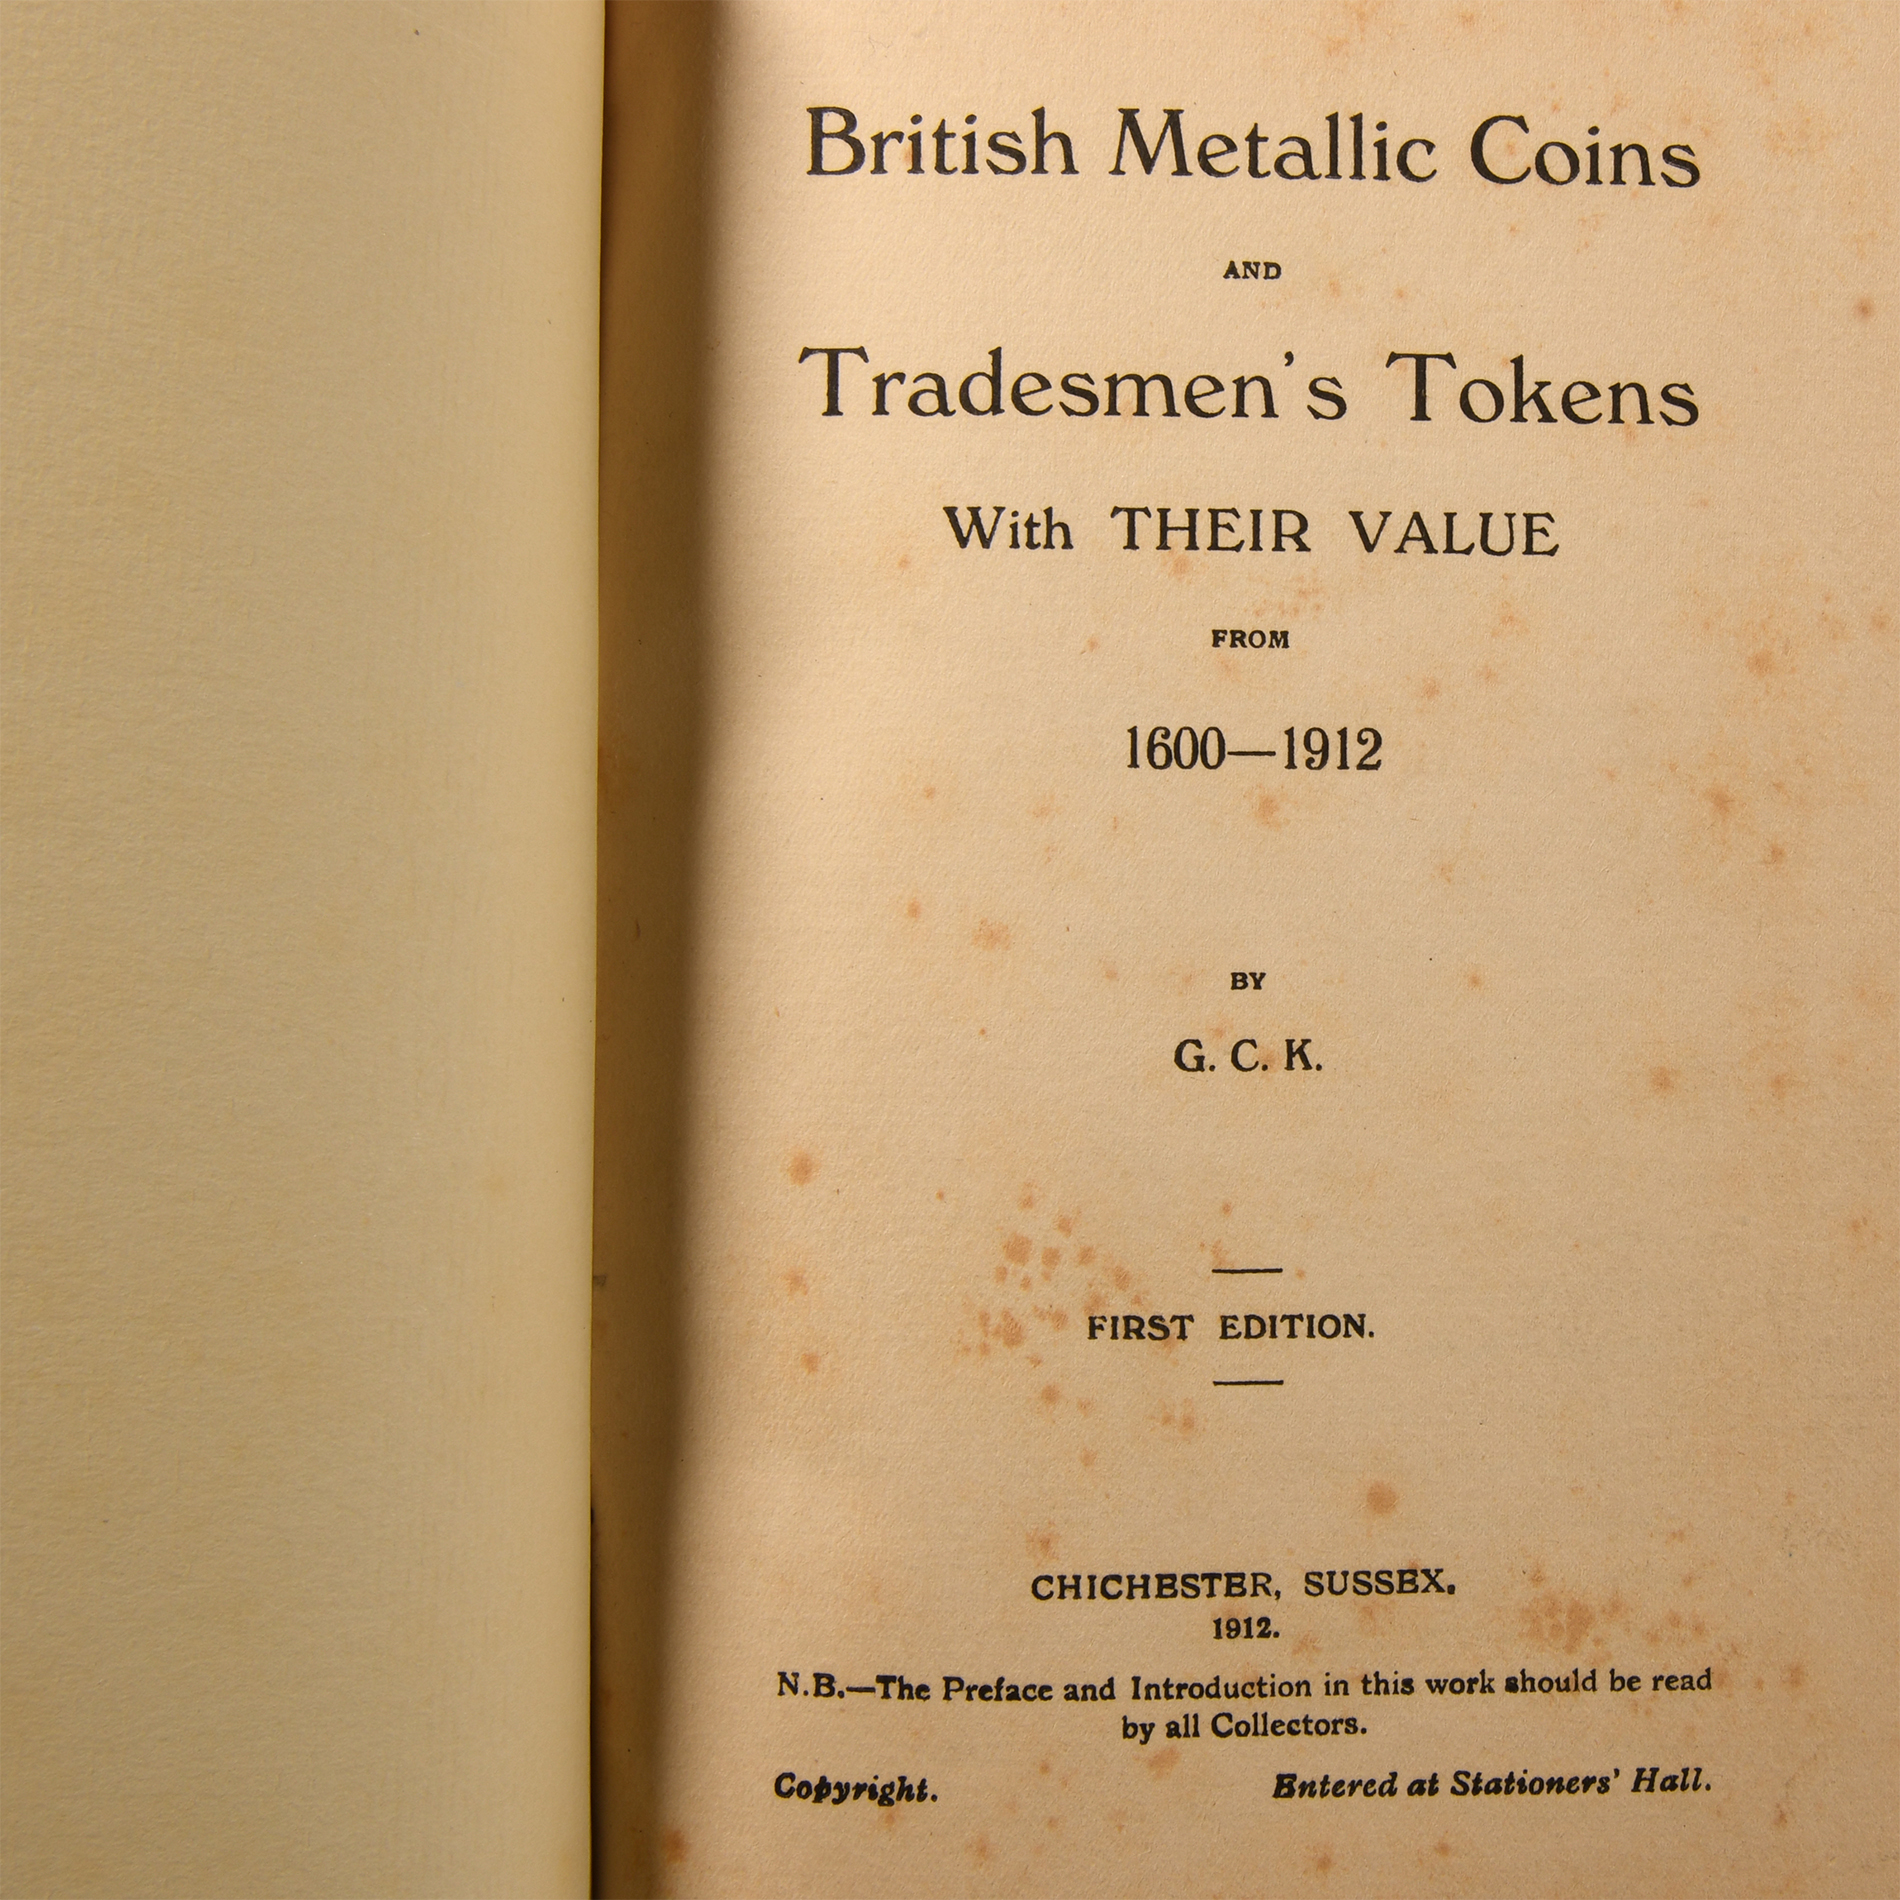 British Metallic Coins
AND
Tradesmen's Tokens
With THEIR VALUE
FROM
1600—1912
BY
G. C. K.
FIRST EDITION.
CHICHESTER, SUSSEX.
1912.
N.B.—The Preface and Introduction in this work should be read
by all Collectors.
Copyright. Entered at Stationers' Hall.